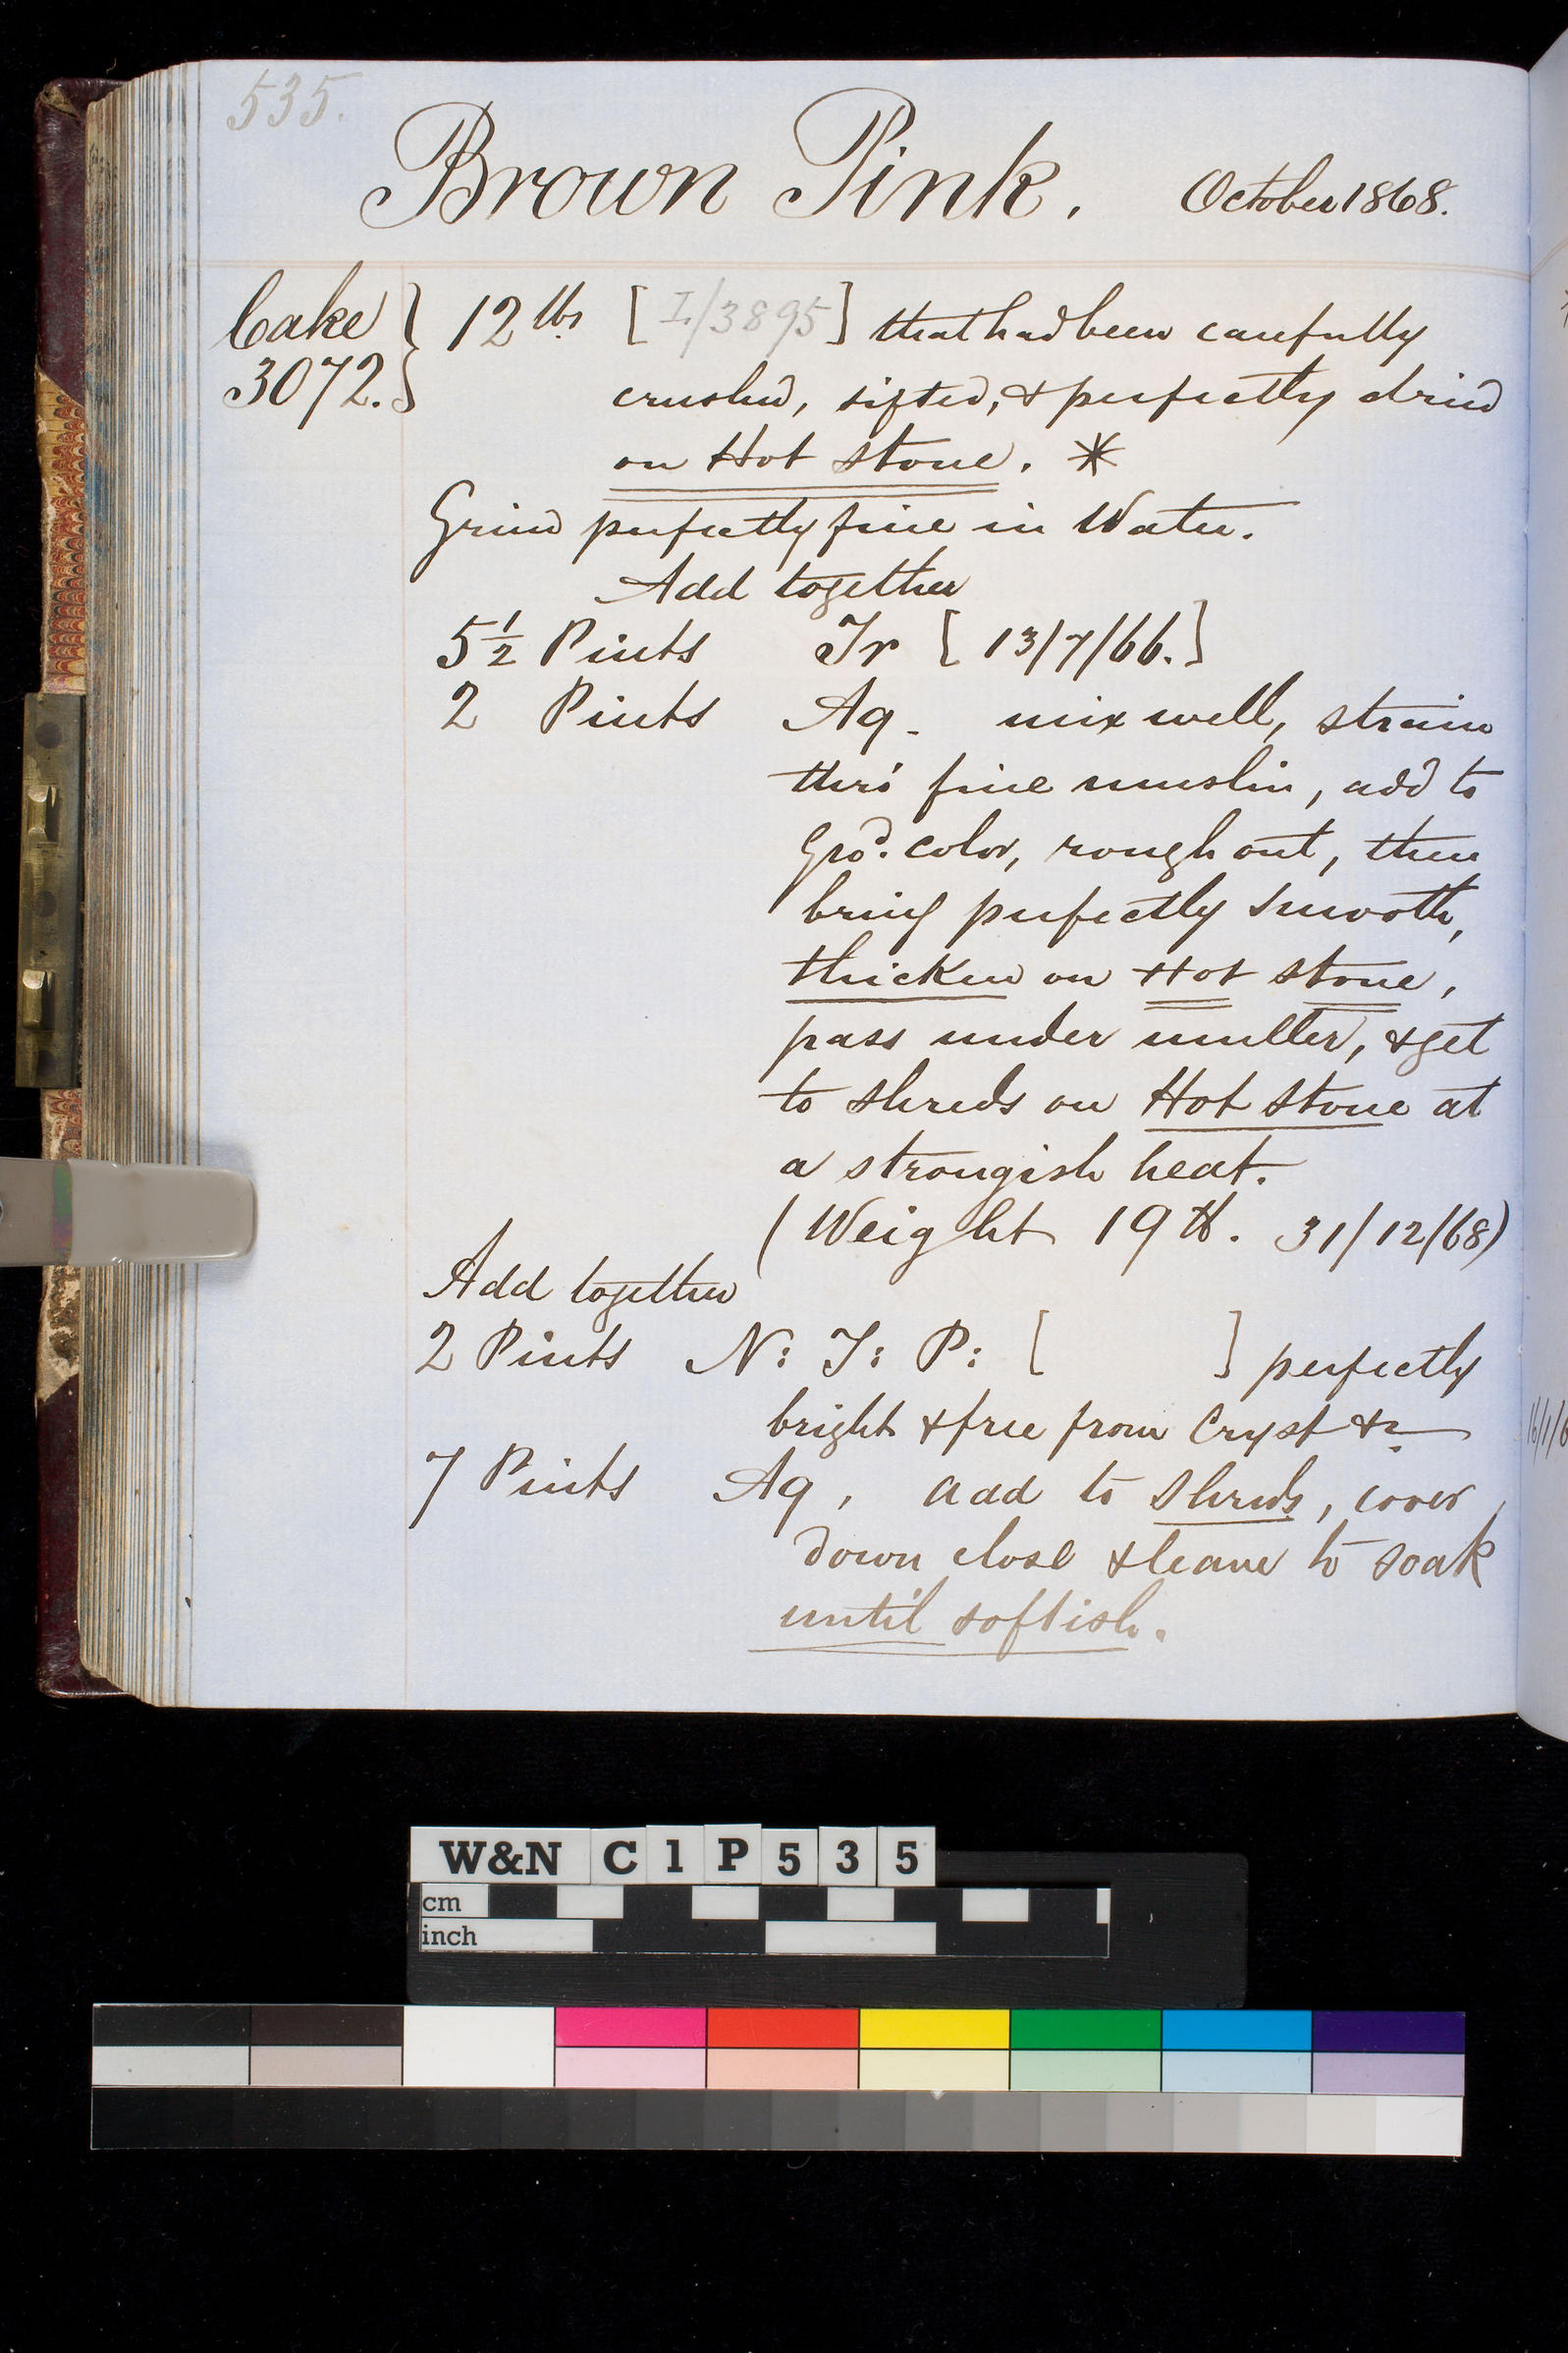 535.
Brown Pink. October 1868.
Cake } 12 lbs [I./3895] that had been carefully
3072. } crushed, sifted, & perfectly dried
on Hot stone. *
Grind perfectly fine in Water.
Add together
5½ Pints Tr [13/7/66.]
2 Pints Aq. mix well, strain
thro' fine muslin, add to
Gro.d color, rough out, then
bring perfectly smooth,
thicken on Hot stone,
pass under muller, & get
to shreds on Hot Stone at
a strongish heat.
(Weight 19 lb. 31/12/68)
Add together
2 Pints N: T: P: [ ] perfectly
bright & free from Cryst &c
7 Pints Aq, add to Shreds, cover
down close & leave to soak
until softish.
W&N C1P535
cm
inch